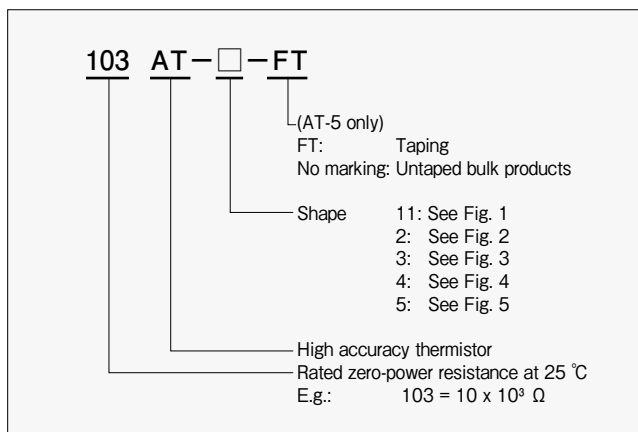 103 AT－□－FT
(AT-5 only)
FT: Taping
No marking: Untaped bulk products
Shape 11: See Fig. 1
2: See Fig. 2
3: See Fig. 3
4: See Fig. 4
5: See Fig. 5
High accuracy thermistor
Rated zero-power resistance at 25 ℃
E.g.: 103 = 10 x 10³ Ω